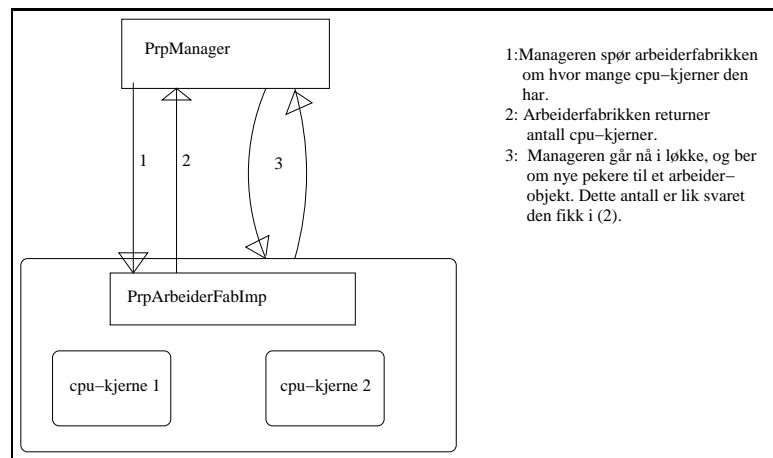 PrpManager
1
2
3
PrpArbeiderFabImp
cpu−kjerne 1
cpu−kjerne 2
1:Manageren spør arbeiderfabrikken
om hvor mange cpu−kjerner den
har.
2: Arbeiderfabrikken returner
antall cpu−kjerner.
3: Manageren går nå i løkke, og ber
om nye pekere til et arbeider−
objekt. Dette antall er lik svaret
den fikk i (2).